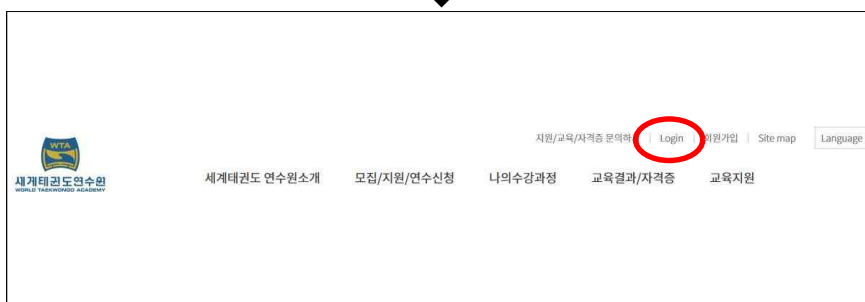 지원/교육/자격증 문의하 | Login | 회원가입 | Site map Language
WTA
세계태권도연수원
WORLD TAEKWONDO ACADEMY
세계태권도 연수원소개 모집/지원/연수신청 나의수강과정 교육결과/자격증 교육지원